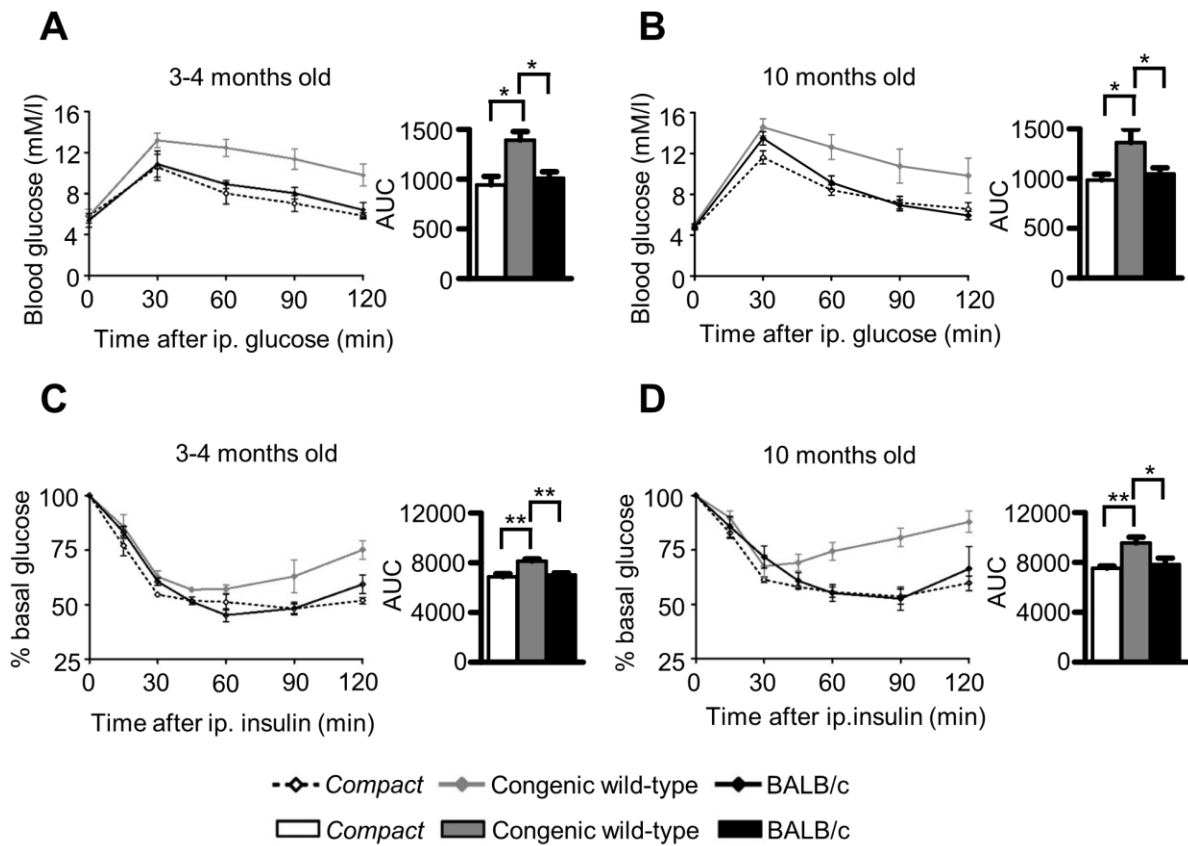 A
3-4 months old
Blood glucose (mM/l)
16
12
8
4
0
0 30 60 90 120
Time after ip. glucose (min)
AUC
1500
1000
500
0
*
*
B
10 months old
Blood glucose (mM/l)
16
12
8
4
0
0 30 60 90 120
Time after ip. glucose (min)
AUC
1500
1000
500
0
*
*
C
3-4 months old
% basal glucose
100
75
50
25
0 30 60 90 120
Time after ip. insulin (min)
AUC
12000
8000
4000
0
**
**
D
10 months old
% basal glucose
100
75
50
25
0 30 60 90 120
Time after ip.insulin (min)
AUC
12000
8000
4000
0
**
*
Compact Congenic wild-type BALB/c
Compact Congenic wild-type BALB/c